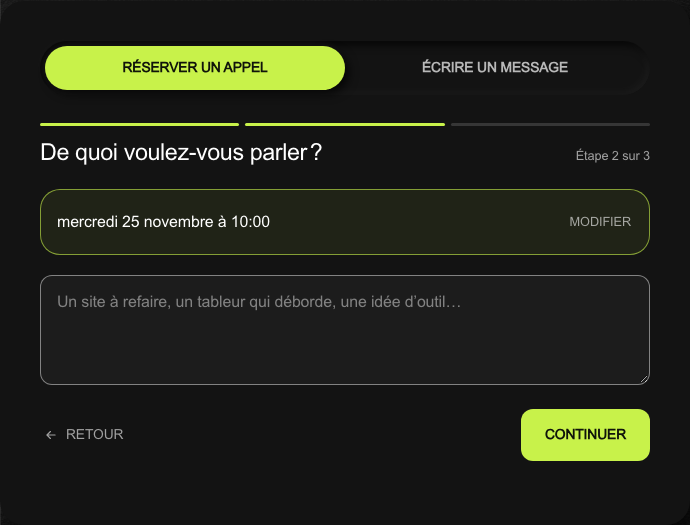 RÉSERVER UN APPEL
ÉCRIRE UN MESSAGE
De quoi voulez-vous parler ?
Étape 2 sur 3
mercredi 25 novembre à 10:00
MODIFIER
Un site à refaire, un tableur qui déborde, une idée d’outil…
← RETOUR
CONTINUER